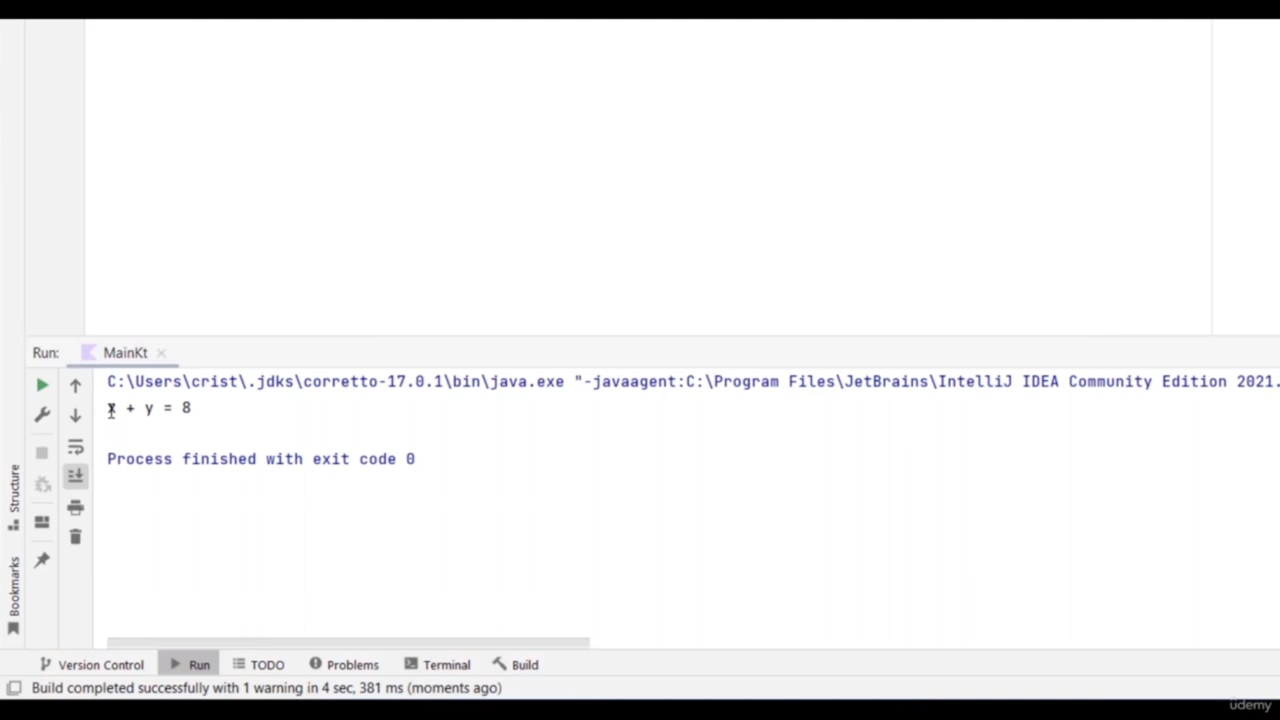 Run: MainKt
C:\Users\crist\.jdks\corretto-17.0.1\bin\java.exe "-javaagent:C:\Program Files\JetBrains\IntelliJ IDEA Community Edition 2021.
x + y = 8
Process finished with exit code 0
Structure
Bookmarks
Version Control Run TODO Problems Terminal Build
Build completed successfully with 1 warning in 4 sec, 381 ms (moments ago)
udemy